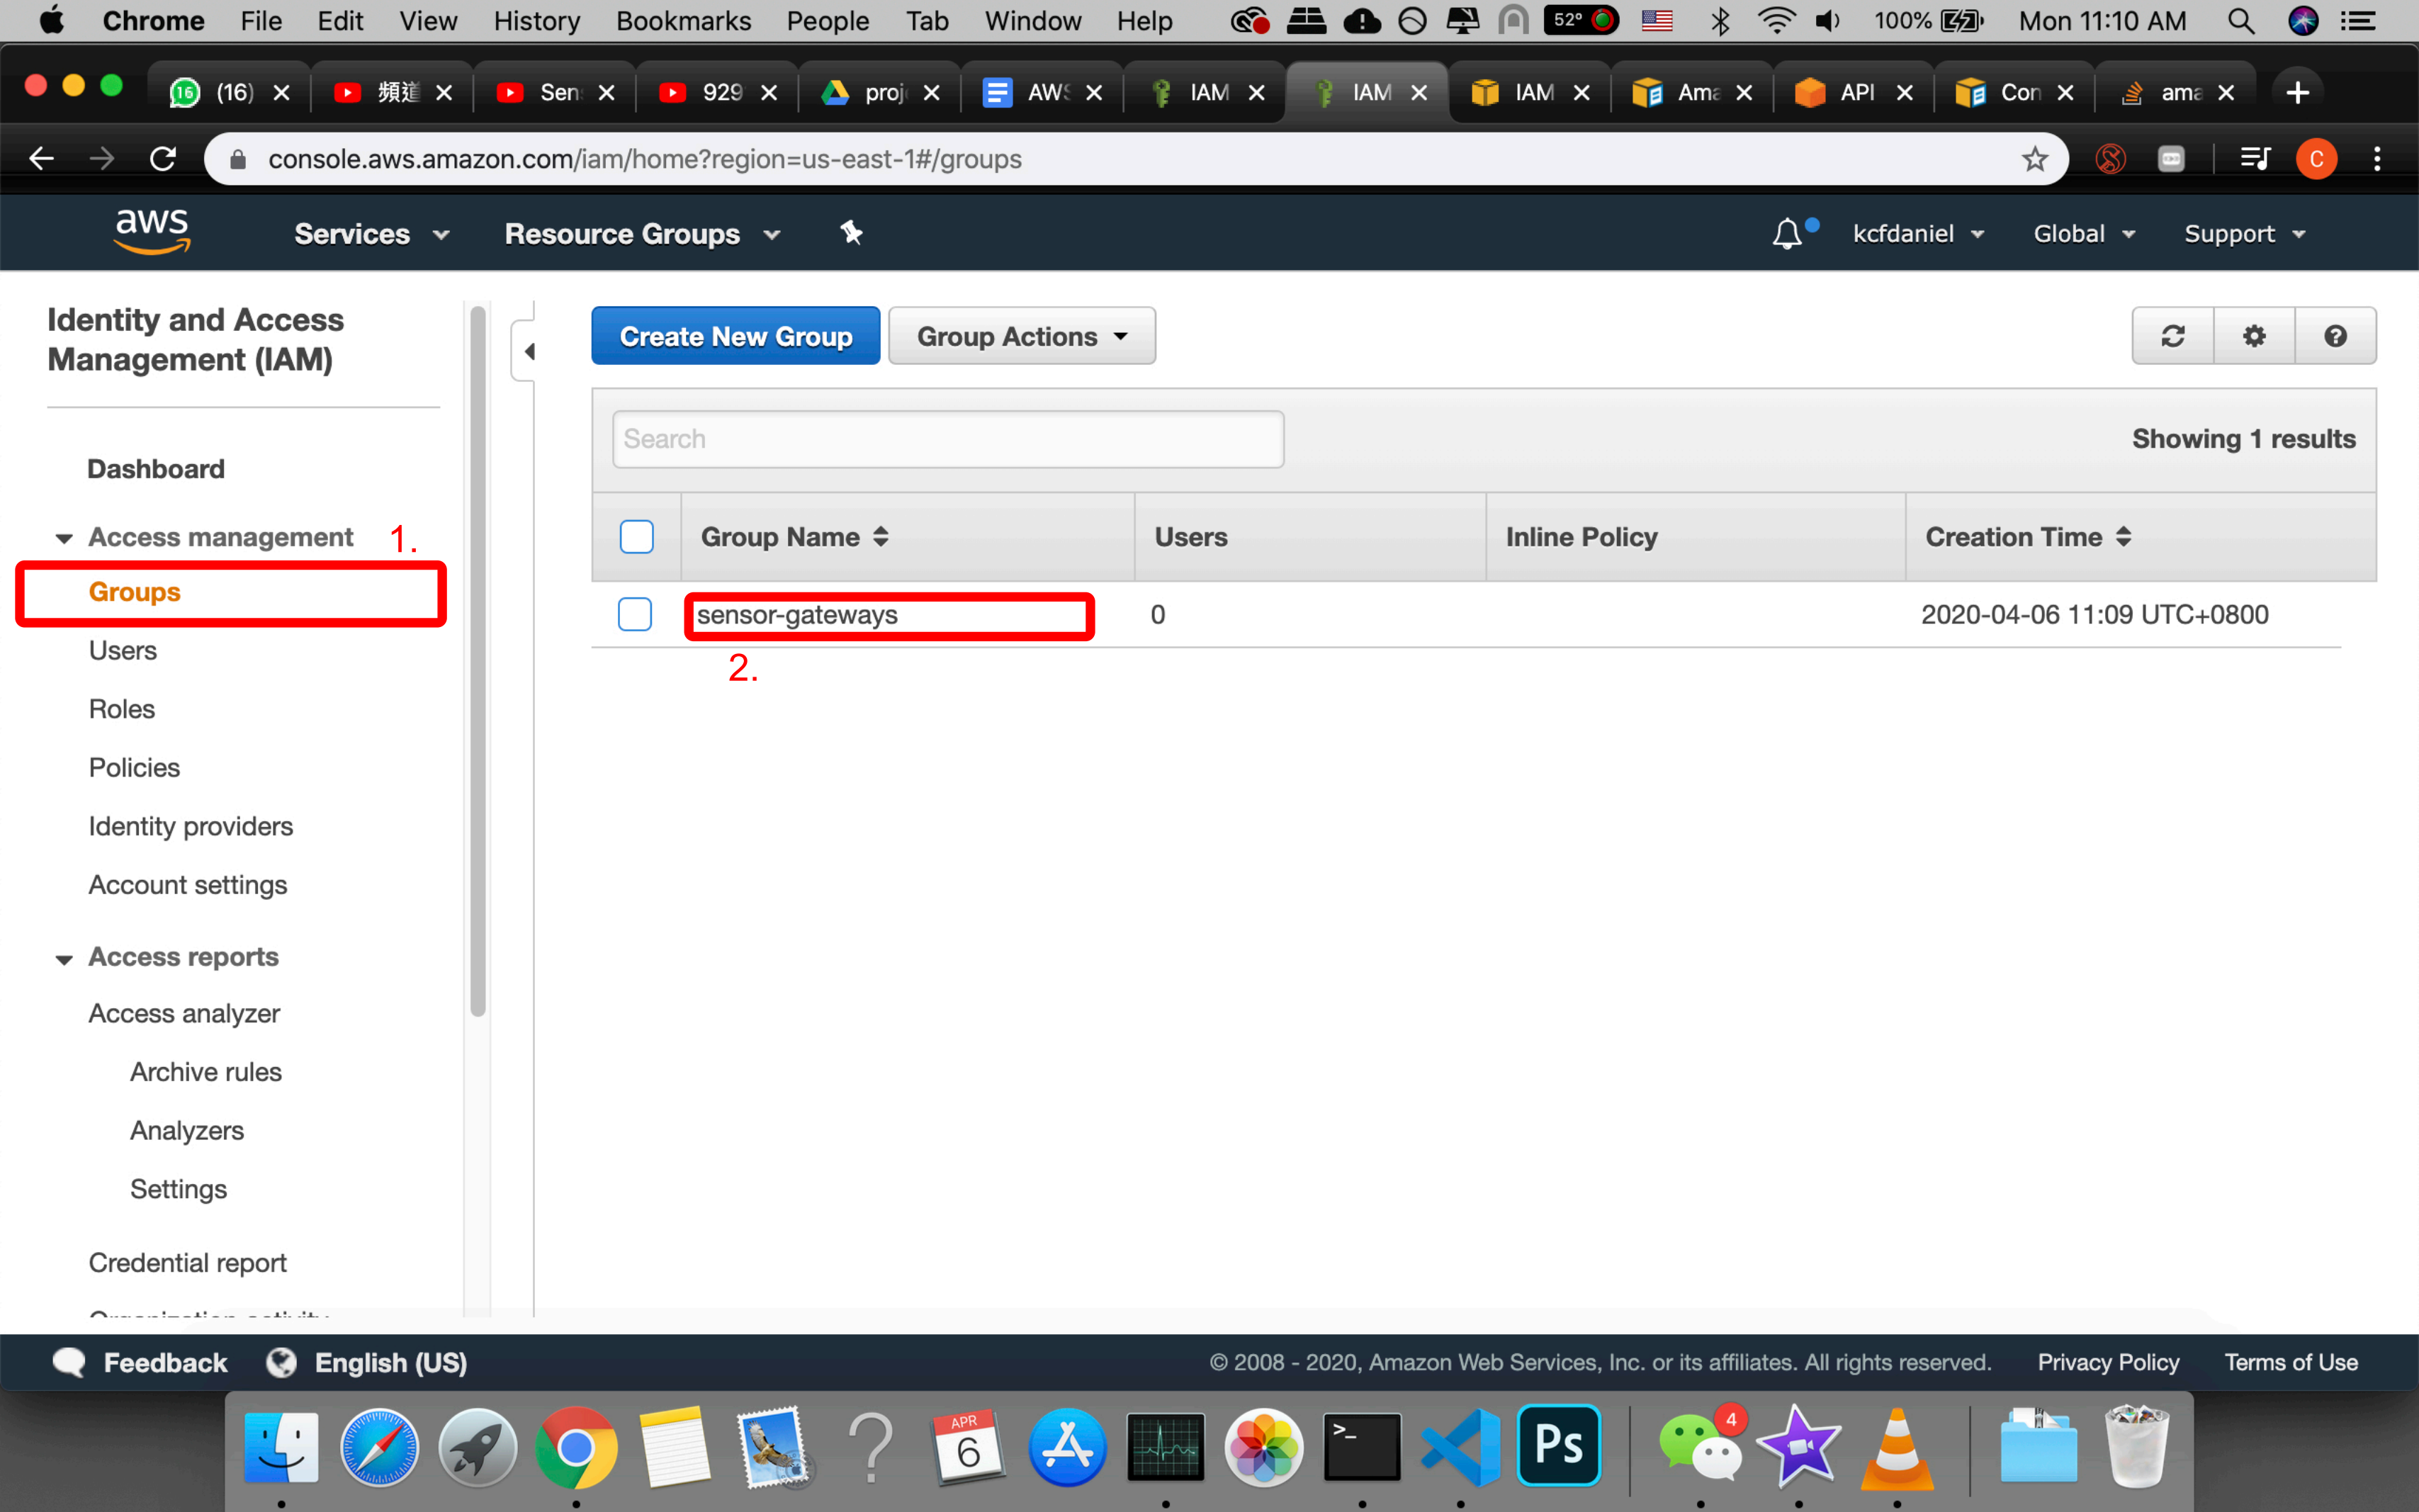 Chrome File Edit View History Bookmarks People Tab Window Help 52° 100% Mon 11:10 AM
16 (16) 頻道 Sen 929 proj AWS IAM IAM IAM Ama API Con ama
console.aws.amazon.com/iam/home?region=us-east-1#/groups C
aws Services Resource Groups kcfdaniel Global Support
Identity and Access
Management (IAM)
Create New Group Group Actions
Search Showing 1 results
Dashboard
Access management 1.
Group Name Users Inline Policy Creation Time
Groups
sensor-gateways 0 2020-04-06 11:09 UTC+0800
2.
Users
Roles
Policies
Identity providers
Account settings
Access reports
Access analyzer
Archive rules
Analyzers
Settings
Credential report
Feedback English (US) © 2008 - 2020, Amazon Web Services, Inc. or its affiliates. All rights reserved. Privacy Policy Terms of Use
APR
6
>_
Ps
4